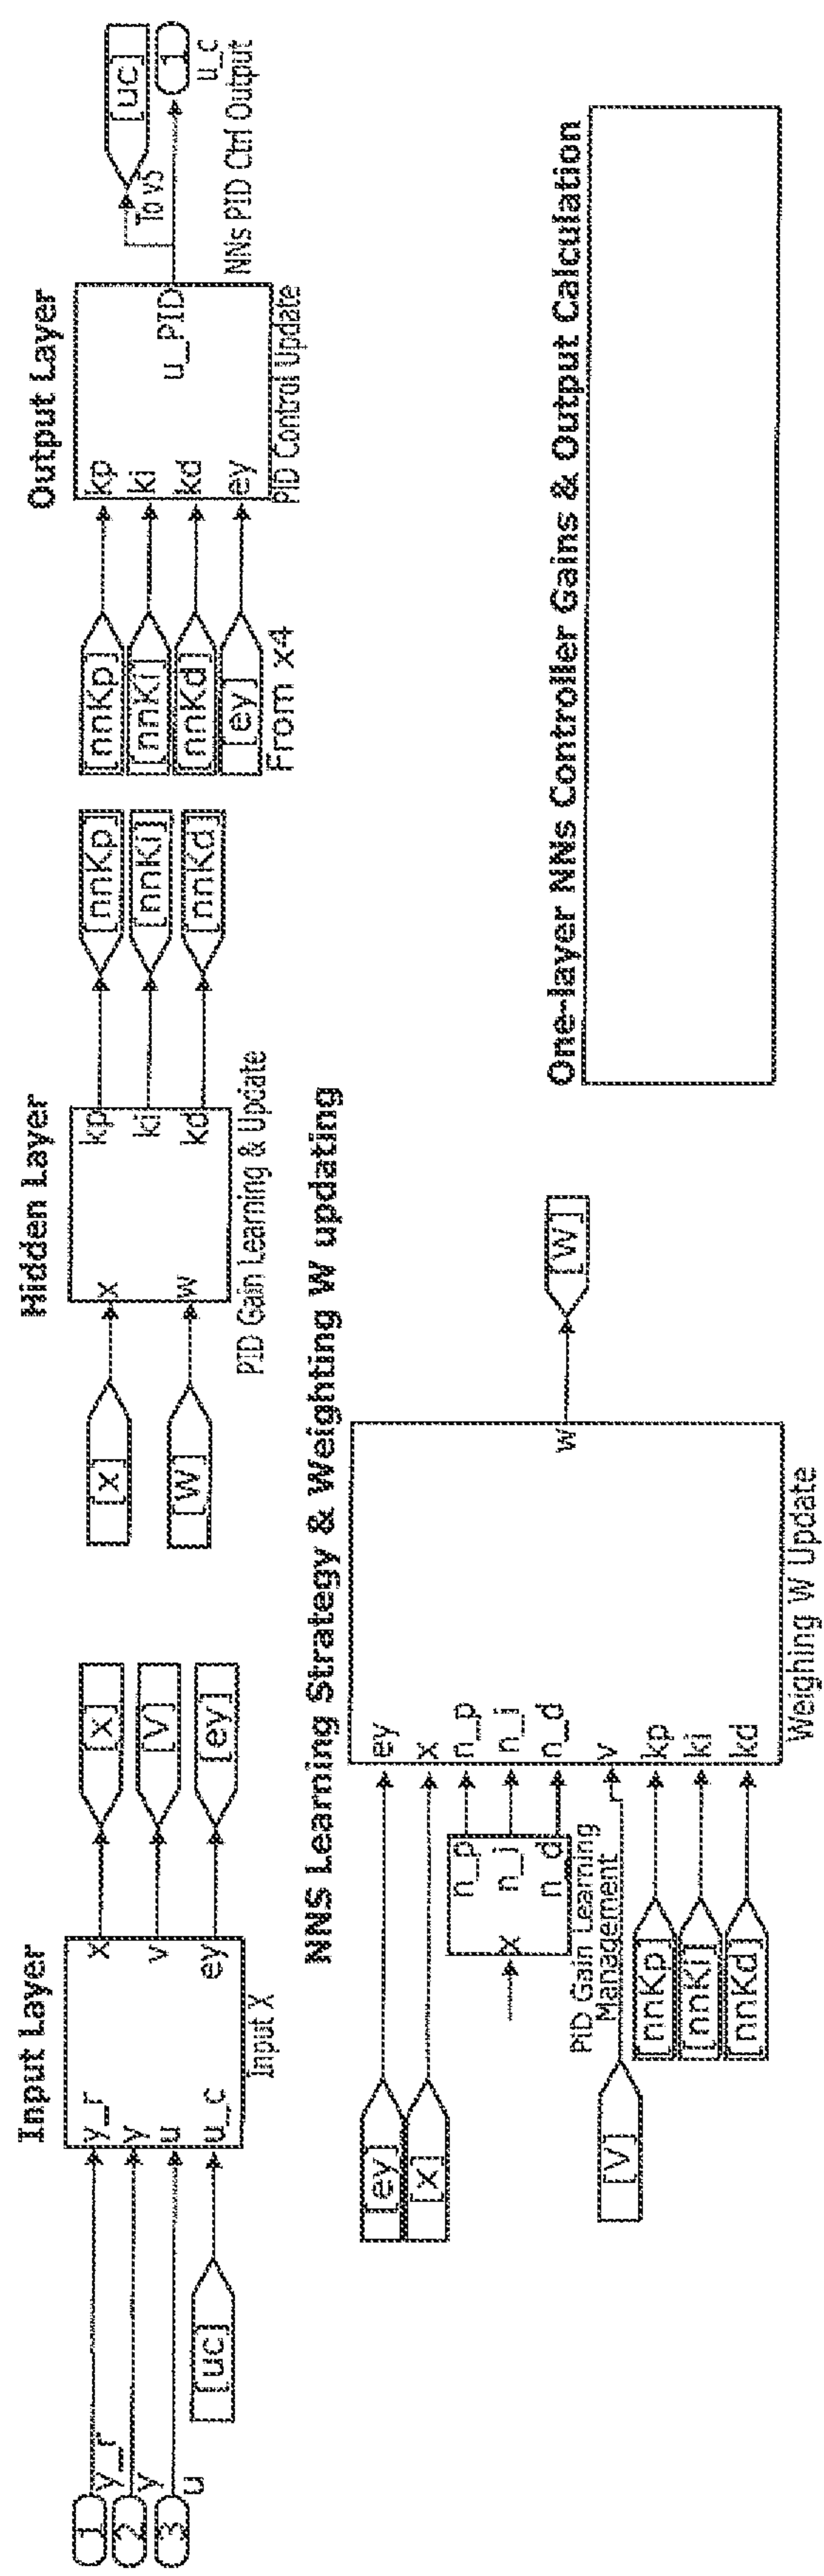 Input Layer
1
y_r
2
y
3
u
[uc]
y_r
y
u
u_c
x
v
ey
Input X
[x]
[V]
[ey]
Hidden Layer
[x]
[W]
x
w
kp
ki
kd
PID Gain Learning & Update
[nnKp]
[nnKi]
[nnKd]
Output Layer
[nnKp]
[nnKi]
[nnKd]
[ey]
From x4
kp
ki
kd
ey
u_PID
PID Control Update
To v5
[uc]
1
u_c
NNs PID Ctrl Output
NNS Learning Strategy & Weighting W updating
[ey]
[x]
x
n_p
n_i
n_d
PID Gain Learning
Management
[V]
[nnKp]
[nnKi]
[nnKd]
ey
x
n_p
n_i
n_d
v
kp
ki
kd
w
Weighing W Update
[W]
One-layer NNs Controller Gains & Output Calculation